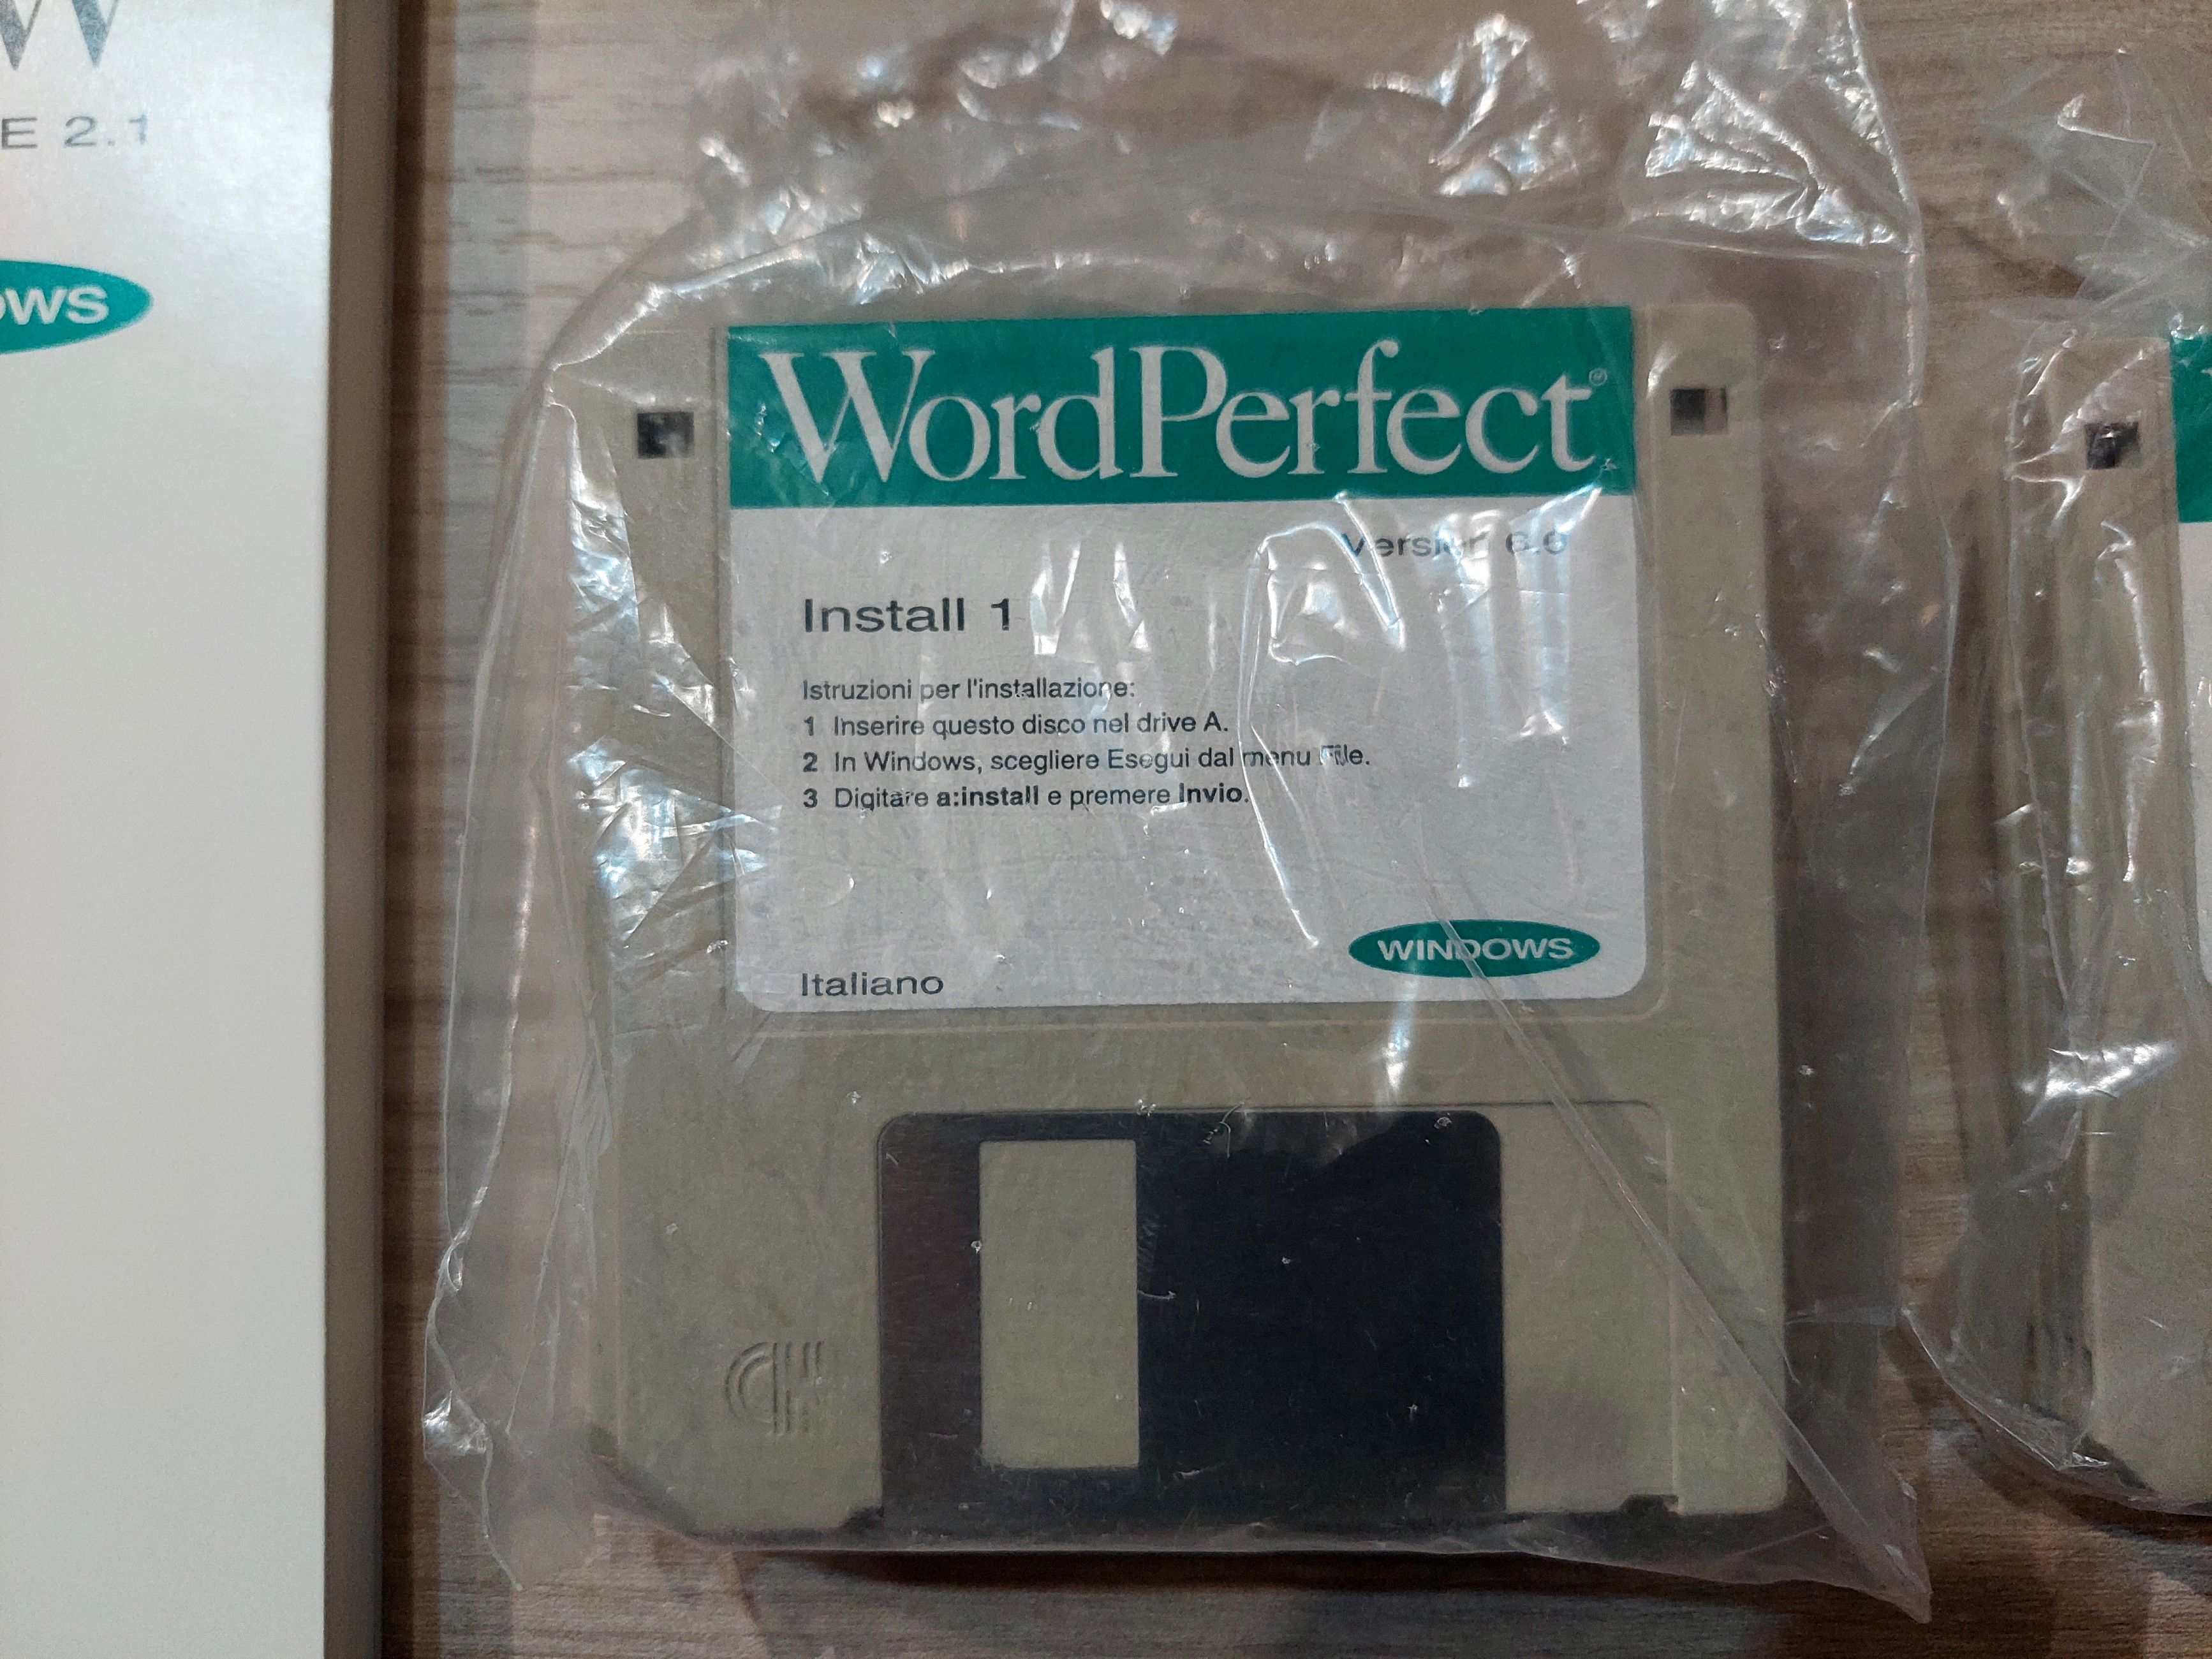 W
E 2.1
OWS
WordPerfect®
Install 1
Istruzioni per l'installazione:
1 Inserire questo disco nel drive A.
2 In Windows, scegliere Esegui dal menu File.
3 Digitare a:install e premere Invio.
WINDOWS
Italiano